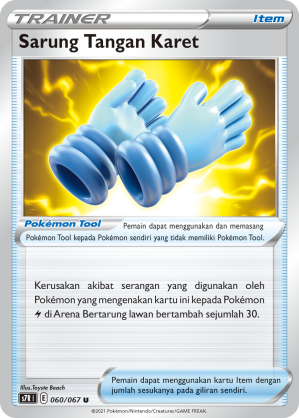 TRAINER Item
Sarung Tangan Karet
Pokémon Tool
Pemain dapat menggunakan dan memasang
Pokémon Tool kepada Pokémon sendiri yang tidak memiliki Pokémon Tool.
Kerusakan akibat serangan yang digunakan oleh
Pokémon yang mengenakan kartu ini kepada Pokémon
di Arena Bertarung lawan bertambah sejumlah 30.
Illus. Toyste Beach
S7R I E 060/067 U
Pemain dapat menggunakan kartu Item dengan
jumlah sesukanya pada giliran sendiri.
©2021 Pokémon/Nintendo/Creatures/GAME FREAK.